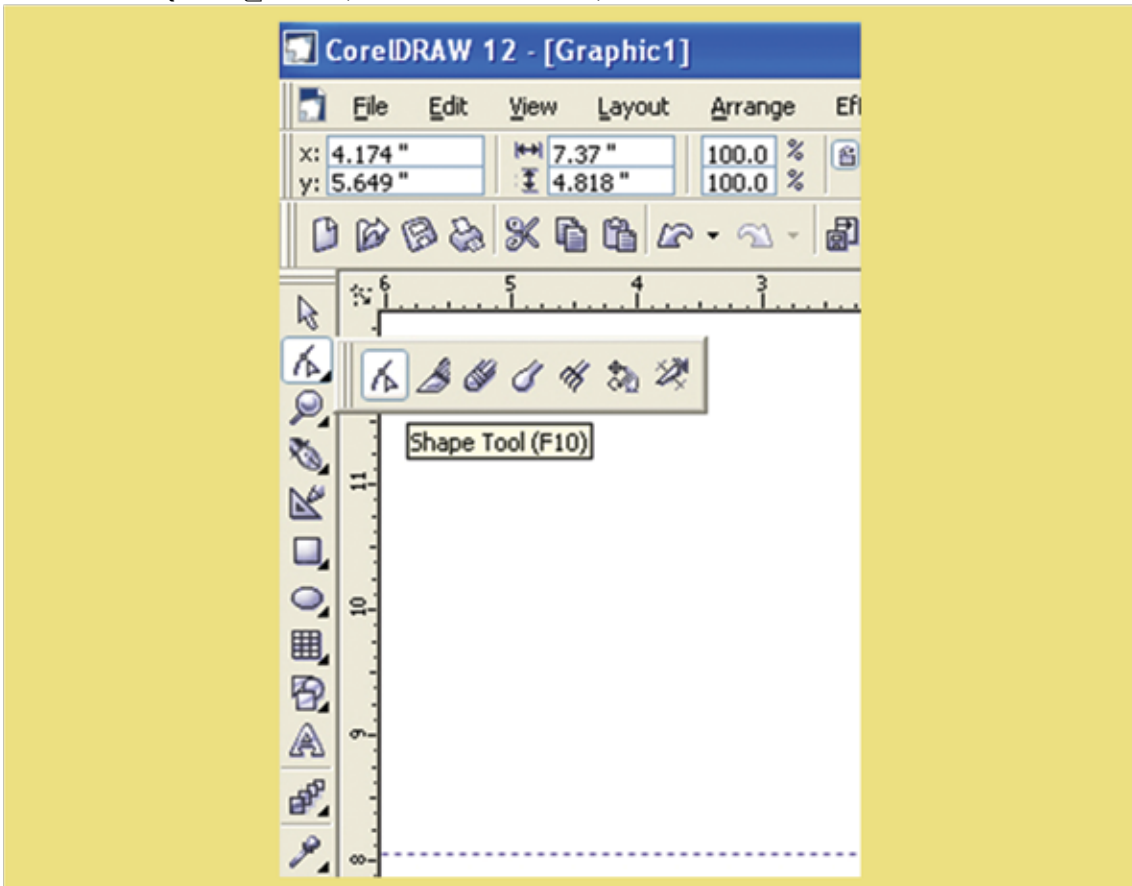 CorelDRAW 12 - [Graphic1]
File Edit View Layout Arrange Eff
x: 4.174 " 7.37 " 100.0 %
y: 5.649 " 4.818 " 100.0 %
6 5 4 3
Shape Tool (F10)
11
10
9
8